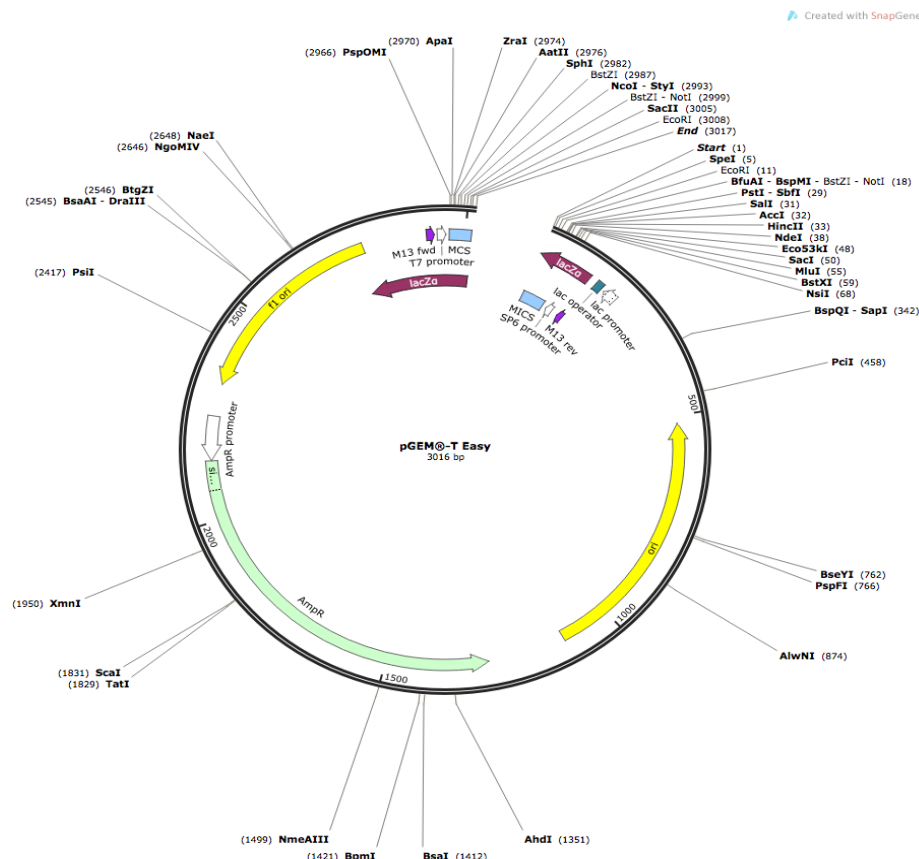 Created with SnapGene
(2970) ApaI
(2966) PspOMI
ZraI (2974)
AatII (2976)
SphI (2982)
BstZI (2987)
NcoI - StyI (2993)
BstZI - NotI (2999)
SacII (3005)
EcoRI (3008)
End (3017)
Start (1)
SpeI (5)
EcoRI (11)
BfuAI - BspMI - BstZI - NotI (18)
PstI - SbfI (29)
SalI (31)
AccI (32)
HincII (33)
NdeI (38)
Eco53kI (48)
SacI (50)
MluI (55)
BstXI (59)
NsiI (68)
BspQI - SapI (342)
PciI (458)
BseYI (762)
PspFI (766)
AlwNI (874)
AhdI (1351)
BsaI (1412)
(1421) BpmI
(1499) NmeAIII
(1829) TatI
(1831) ScaI
(1950) XmnI
(2417) PsiI
(2545) BsaAI - DraIII
(2546) BtgZI
(2646) NgoMIV
(2648) NaeI
M13 fwd
T7 promoter
MCS
lacZα
lacZα
lac operator
lac promoter
MCS
SP6 promoter
M13 rev
f1 ori
AmpR promoter
si...
AmpR
ori
500
1000
1500
2000
2500
pGEM®-T Easy
3016 bp